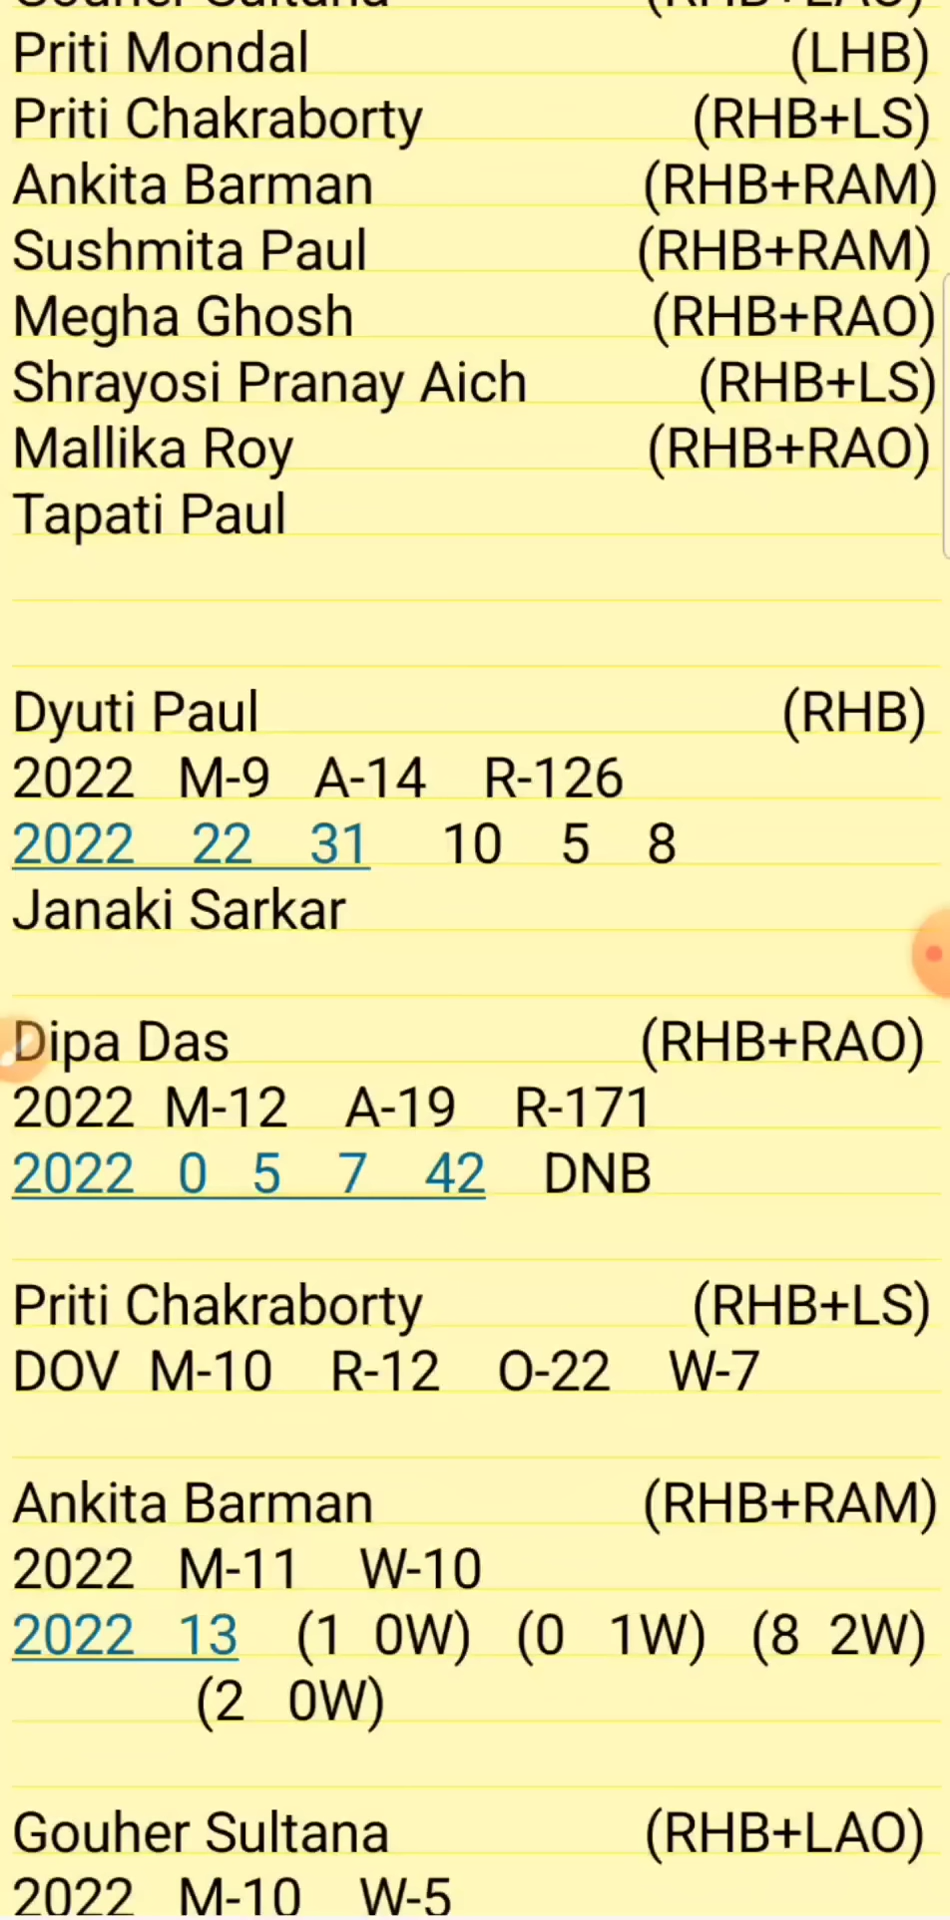 Gouher Sultana (RHB+LAO)
Priti Mondal (LHB)
Priti Chakraborty (RHB+LS)
Ankita Barman (RHB+RAM)
Sushmita Paul (RHB+RAM)
Megha Ghosh (RHB+RAO)
Shrayosi Pranay Aich (RHB+LS)
Mallika Roy (RHB+RAO)
Tapati Paul
Dyuti Paul (RHB)
2022 M-9 A-14 R-126
2022 22 31 10 5 8
Janaki Sarkar
Dipa Das (RHB+RAO)
2022 M-12 A-19 R-171
2022 0 5 7 42 DNB
Priti Chakraborty (RHB+LS)
DOV M-10 R-12 O-22 W-7
Ankita Barman (RHB+RAM)
2022 M-11 W-10
2022 13 (1 0W) (0 1W) (8 2W)
(2 0W)
Gouher Sultana (RHB+LAO)
2022 M-10 W-5